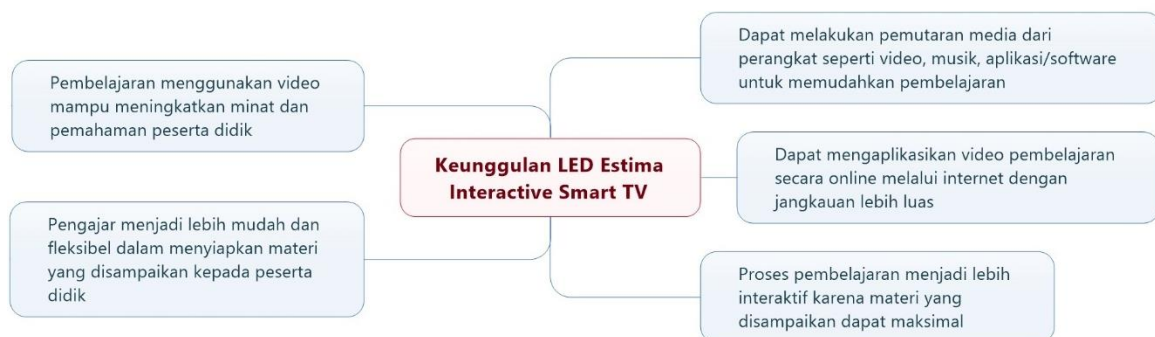 Pembelajaran menggunakan video
mampu meningkatkan minat dan
pemahaman peserta didik
Pengajar menjadi lebih mudah dan
fleksibel dalam menyiapkan materi
yang disampaikan kepada peserta
didik
Keunggulan LED Estima
Interactive Smart TV
Dapat melakukan pemutaran media dari
perangkat seperti video, musik, aplikasi/software
untuk memudahkan pembelajaran
Dapat mengaplikasikan video pembelajaran
secara online melalui internet dengan
jangkauan lebih luas
Proses pembelajaran menjadi lebih
interaktif karena materi yang
disampaikan dapat maksimal